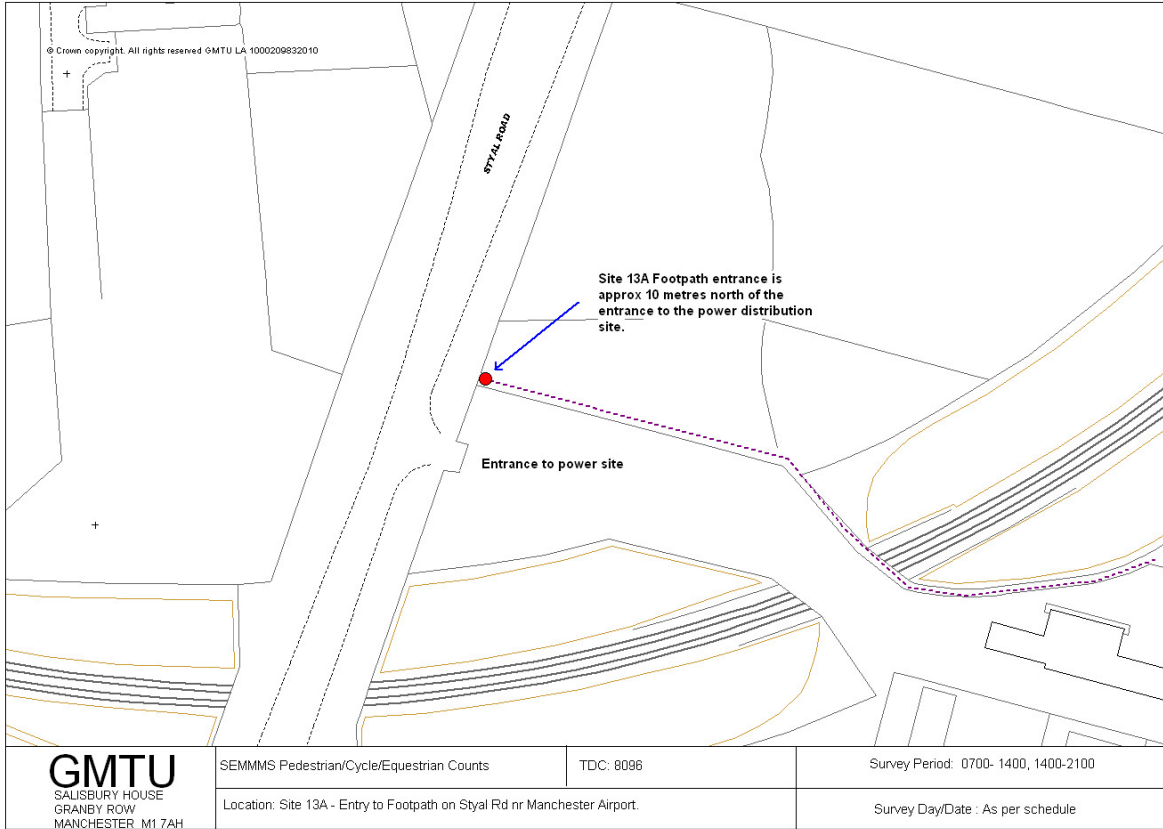 © Crown copyright. All rights reserved GMTU LA 1000209832010
STYAL ROAD
Site 13A Footpath entrance is
approx 10 metres north of the
entrance to the power distribution
site.
Entrance to power site
GMTU
SALISBURY HOUSE
GRANBY ROW
MANCHESTER M1 7AH
SEMMMS Pedestrian/Cycle/Equestrian Counts
TDC: 8096
Survey Period: 0700- 1400, 1400-2100
Location: Site 13A - Entry to Footpath on Styal Rd nr Manchester Airport.
Survey Day/Date : As per schedule